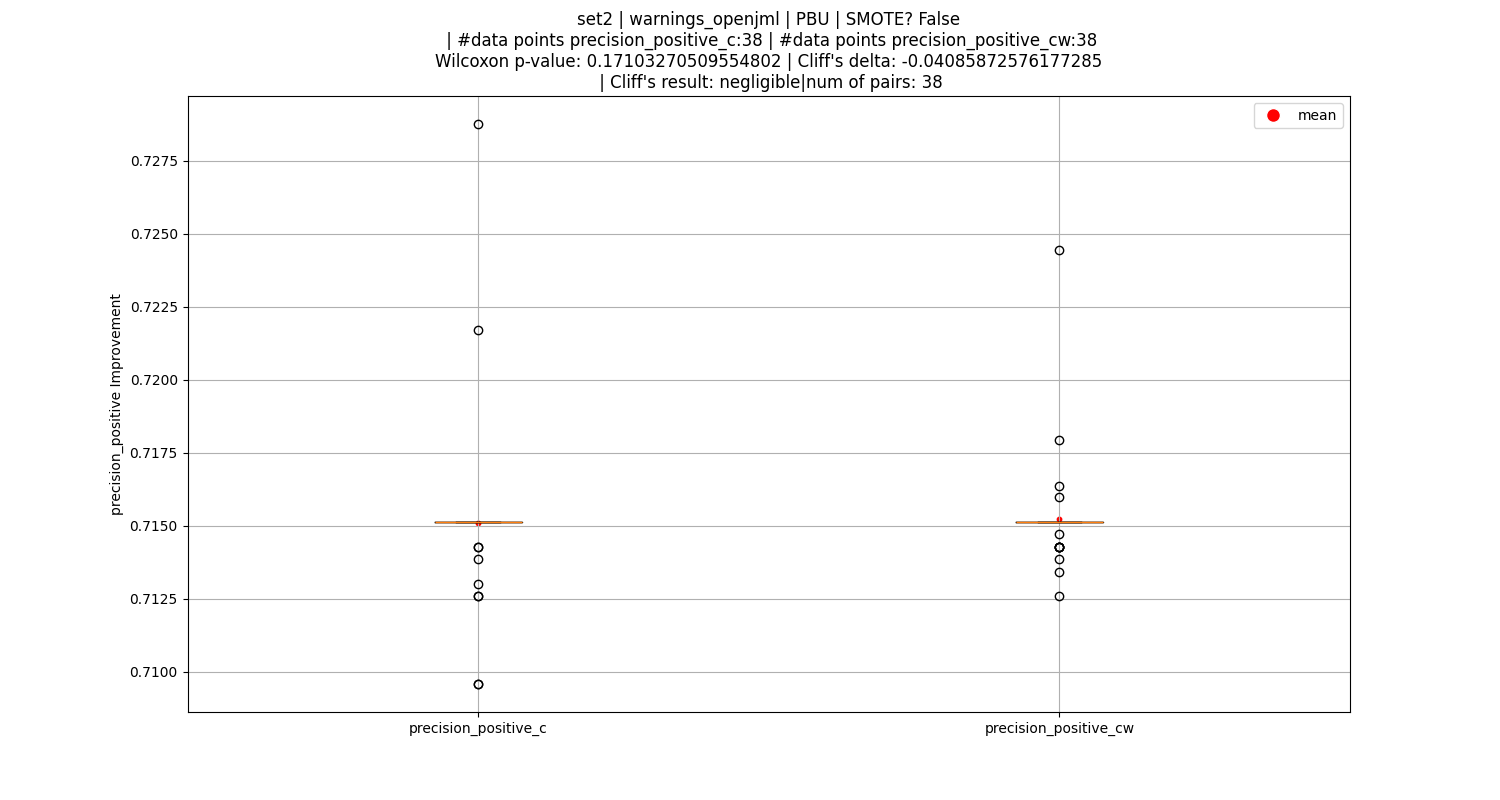 set2 | warnings_openjml | PBU | SMOTE? False
| #data points precision_positive_c:38 | #data points precision_positive_cw:38
Wilcoxon p-value: 0.17103270509554802 | Cliff's delta: -0.04085872576177285
| Cliff's result: negligible|num of pairs: 38
mean
0.7275
0.7250
0.7225
0.7200
0.7175
0.7150
0.7125
0.7100
precision_positive Improvement
precision_positive_c
precision_positive_cw